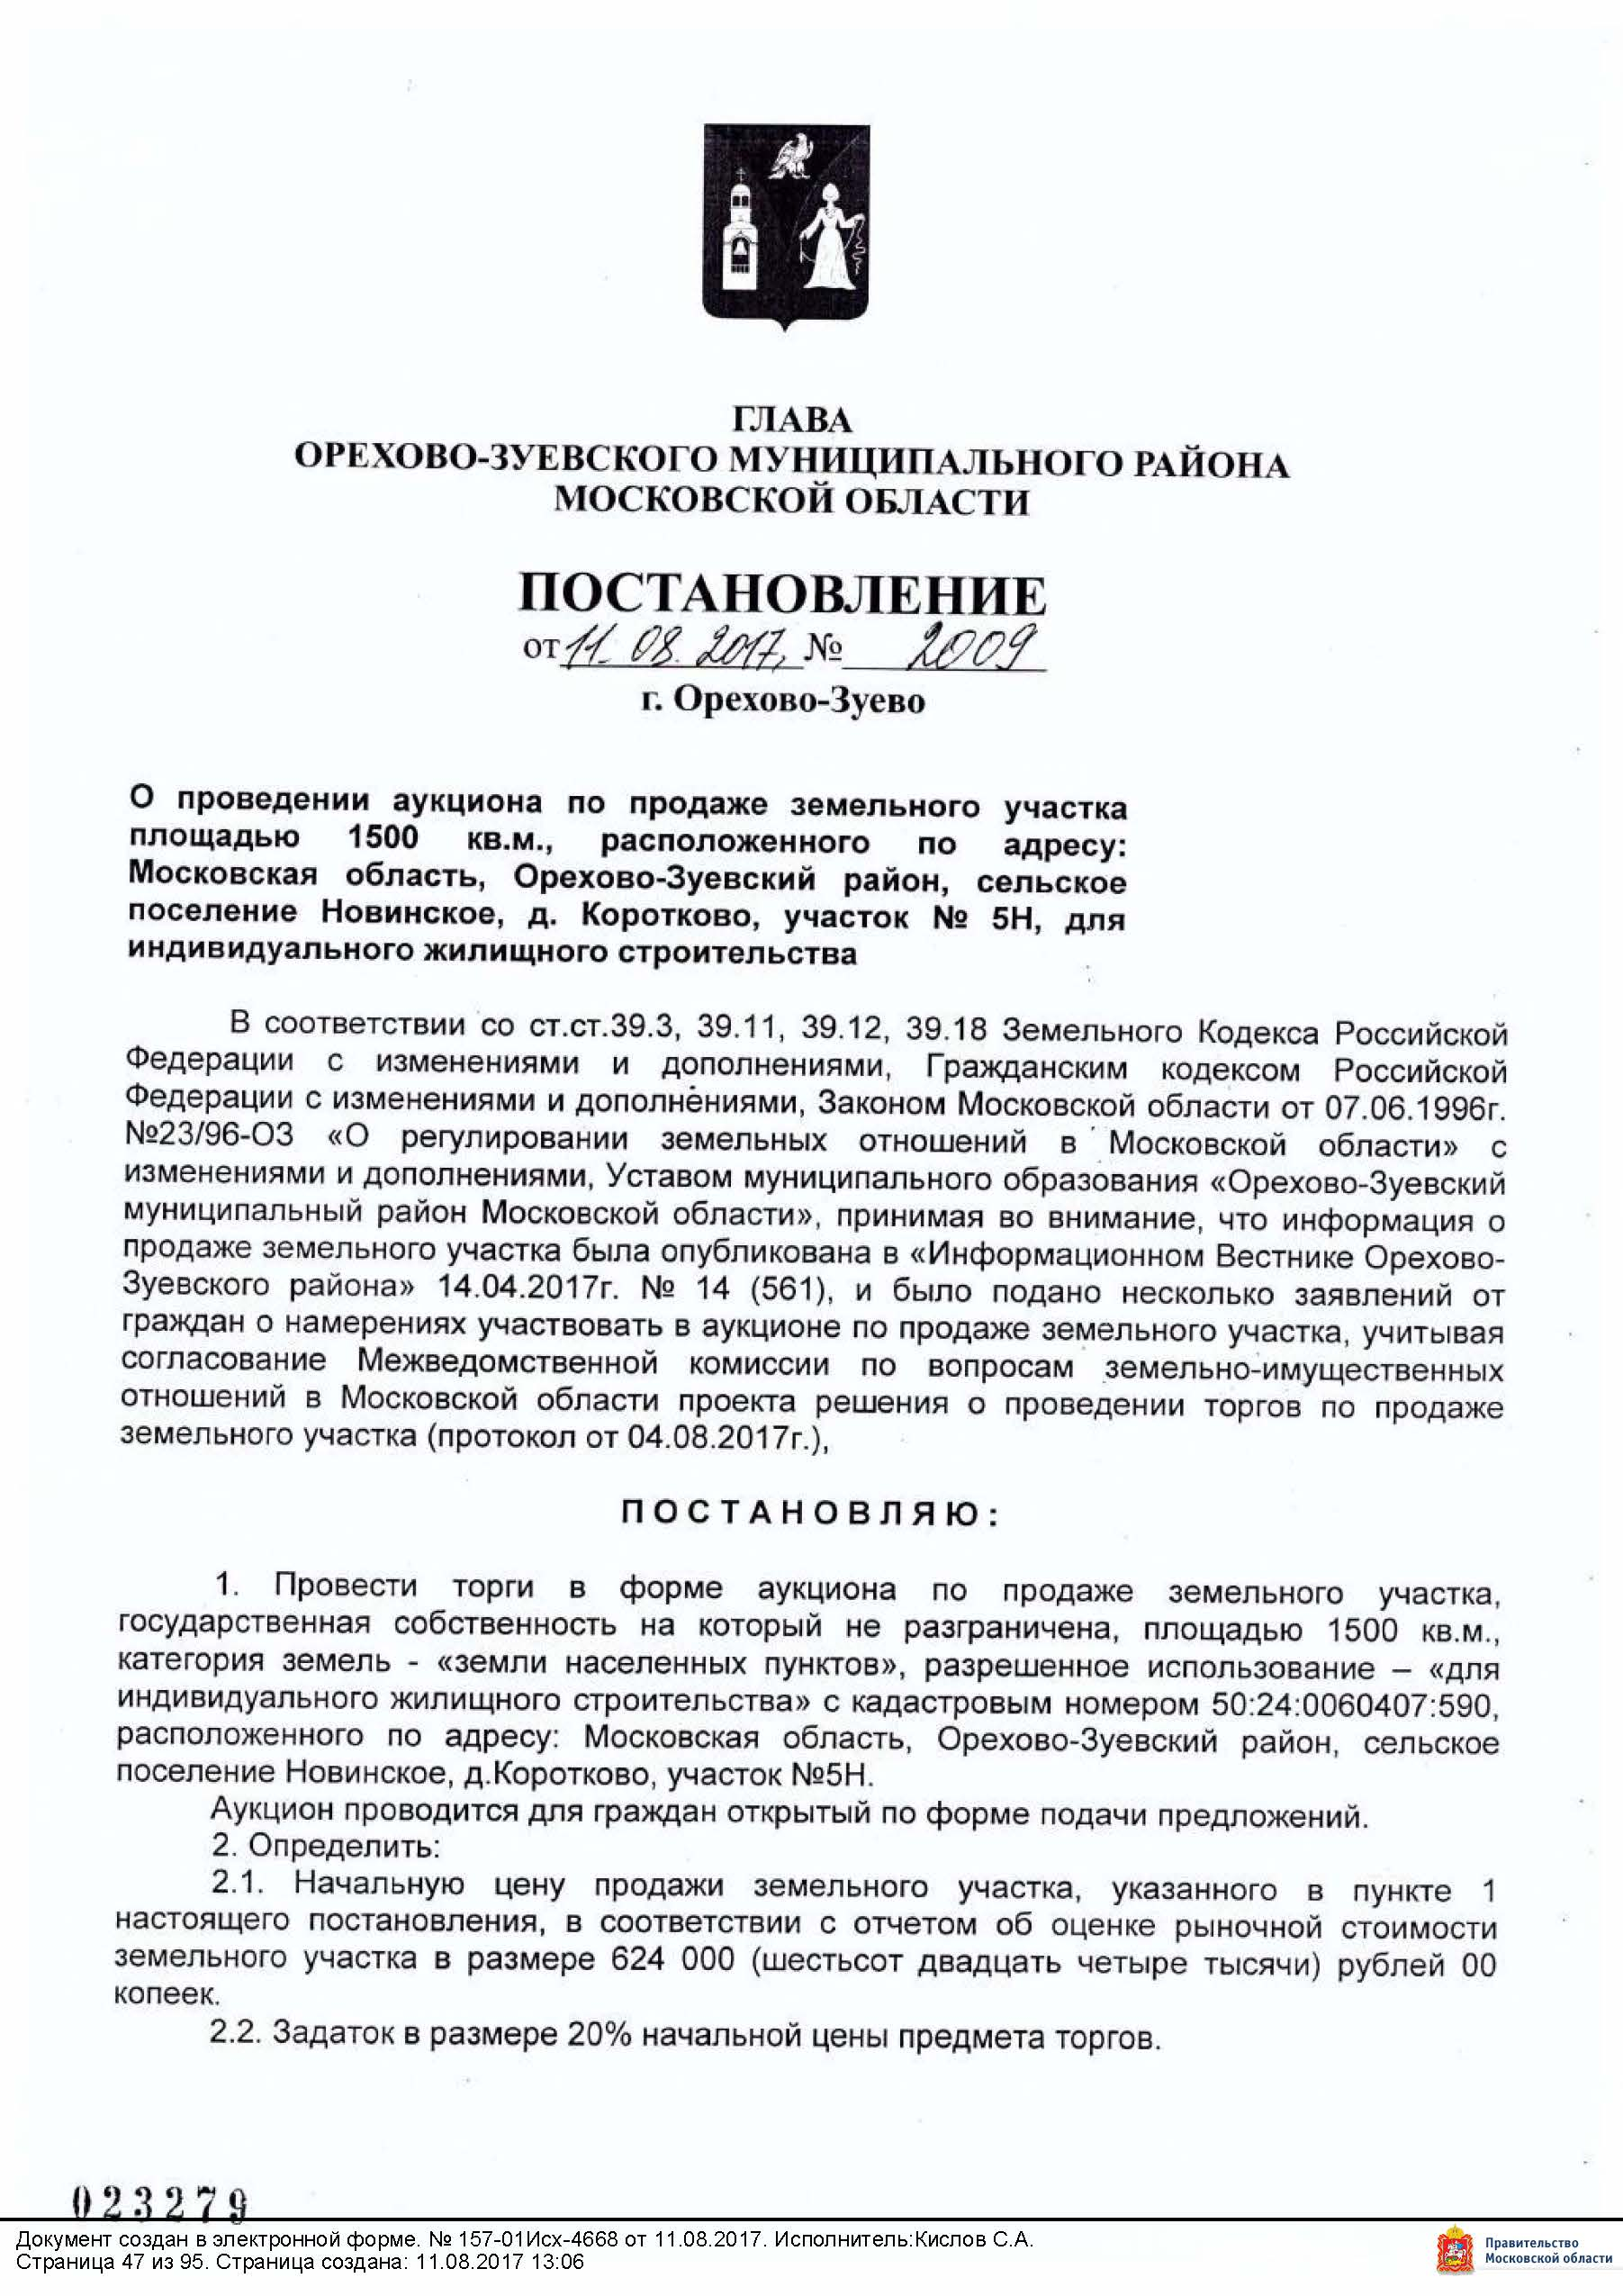 ГЛАВА
ОРЕХОВО-ЗУЕВСКОГО МУНИЦИПАЛЬНОГО РАЙОНА
МОСКОВСКОЙ ОБЛАСТИ
ПОСТАНОВЛЕНИЕ
от 11. 08. 2017, № 2009
г. Орехово-Зуево
О проведении аукциона по продаже земельного участка
площадью 1500 кв.м., расположенного по адресу:
Московская область, Орехово-Зуевский район, сельское
поселение Новинское, д. Коротково, участок № 5Н, для
индивидуального жилищного строительства
В соответствии со ст.ст.39.3, 39.11, 39.12, 39.18 Земельного Кодекса Российской
Федерации с изменениями и дополнениями, Гражданским кодексом Российской
Федерации с изменениями и дополнениями, Законом Московской области от 07.06.1996г.
№23/96-ОЗ «О регулировании земельных отношений в Московской области» с
изменениями и дополнениями, Уставом муниципального образования «Орехово-Зуевский
муниципальный район Московской области», принимая во внимание, что информация о
продаже земельного участка была опубликована в «Информационном Вестнике Орехово-
Зуевского района» 14.04.2017г. № 14 (561), и было подано несколько заявлений от
граждан о намерениях участвовать в аукционе по продаже земельного участка, учитывая
согласование Межведомственной комиссии по вопросам земельно-имущественных
отношений в Московской области проекта решения о проведении торгов по продаже
земельного участка (протокол от 04.08.2017г.),
ПОСТАНОВЛЯЮ:
1. Провести торги в форме аукциона по продаже земельного участка,
государственная собственность на который не разграничена, площадью 1500 кв.м.,
категория земель - «земли населенных пунктов», разрешенное использование – «для
индивидуального жилищного строительства» с кадастровым номером 50:24:0060407:590,
расположенного по адресу: Московская область, Орехово-Зуевский район, сельское
поселение Новинское, д.Коротково, участок №5Н.
Аукцион проводится для граждан открытый по форме подачи предложений.
2. Определить:
2.1. Начальную цену продажи земельного участка, указанного в пункте 1
настоящего постановления, в соответствии с отчетом об оценке рыночной стоимости
земельного участка в размере 624 000 (шестьсот двадцать четыре тысячи) рублей 00
копеек.
2.2. Задаток в размере 20% начальной цены предмета торгов.
023279
Документ создан в электронной форме. № 157-01Исх-4668 от 11.08.2017. Исполнитель:Кислов С.А.
Страница 47 из 95. Страница создана: 11.08.2017 13:06
Правительство
Московской области